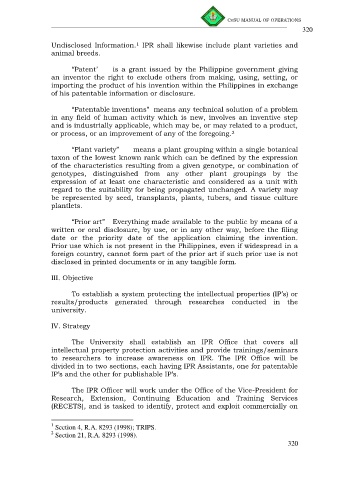 CvSU MANUAL OF OPERATIONS
320
Undisclosed Information.1 IPR shall likewise include plant varieties and
animal breeds.
"Patent" is a grant issued by the Philippine government giving
an inventor the right to exclude others from making, using, setting, or
importing the product of his invention within the Philippines in exchange
of his patentable information or disclosure.
"Patentable inventions" means any technical solution of a problem
in any field of human activity which is new, involves an inventive step
and is industrially applicable, which may be, or may related to a product,
or process, or an improvement of any of the foregoing.2
"Plant variety" means a plant grouping within a single botanical
taxon of the lowest known rank which can be defined by the expression
of the characteristics resulting from a given genotype, or combination of
genotypes, distinguished from any other plant groupings by the
expression of at least one characteristic and considered as a unit with
regard to the suitability for being propagated unchanged. A variety may
be represented by seed, transplants, plants, tubers, and tissue culture
plantlets.
"Prior art" Everything made available to the public by means of a
written or oral disclosure, by use, or in any other way, before the filing
date or the priority date of the application claiming the invention.
Prior use which is not present in the Philippines, even if widespread in a
foreign country, cannot form part of the prior art if such prior use is not
disclosed in printed documents or in any tangible form.
III. Objective
To establish a system protecting the intellectual properties (IP's) or
results/products generated through researches conducted in the
university.
IV. Strategy
The University shall establish an IPR Office that covers all
intellectual property protection activities and provide trainings/seminars
to researchers to increase awareness on IPR. The IPR Office will be
divided in to two sections, each having IPR Assistants, one for patentable
IP's and the other for publishable IP's.
The IPR Officer will work under the Office of the Vice-President for
Research, Extension, Continuing Education and Training Services
(RECETS), and is tasked to identify, protect and exploit commercially on
1 Section 4, R.A. 8293 (1998); TRIPS.
2 Section 21, R.A. 8293 (1998).
320